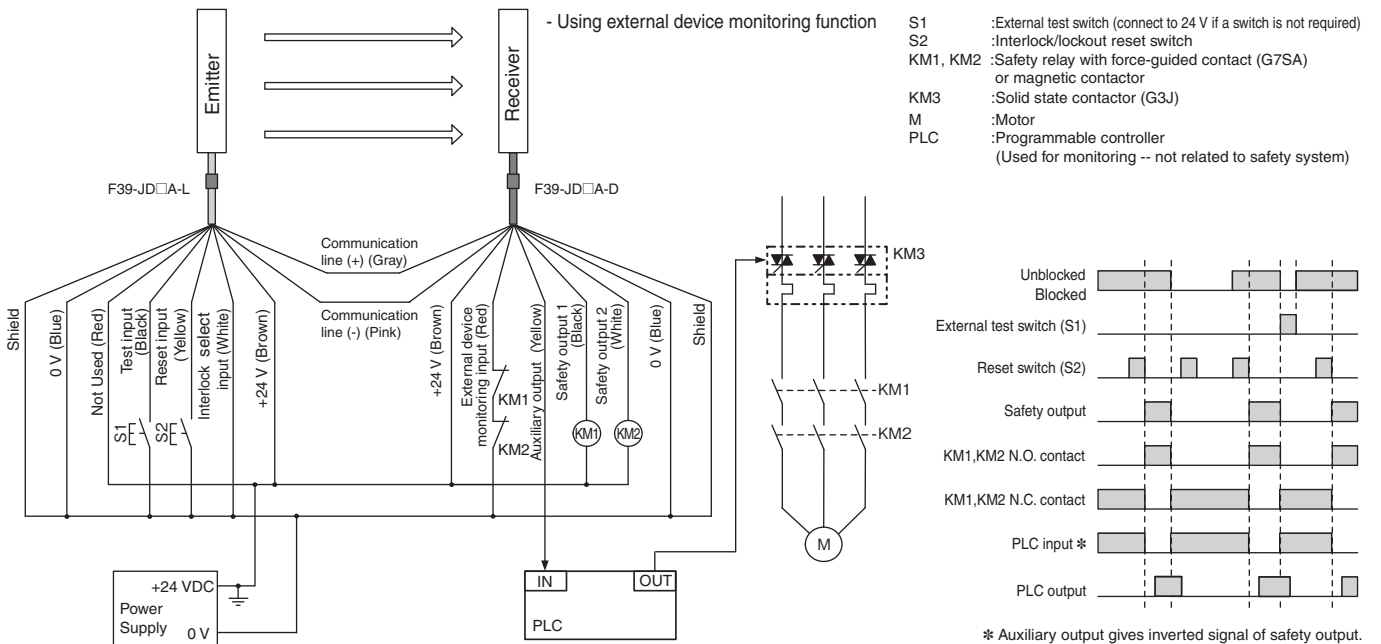 - Using external device monitoring function
S1 :External test switch (connect to 24 V if a switch is not required)
S2 :Interlock/lockout reset switch
KM1, KM2 :Safety relay with force-guided contact (G7SA)
or magnetic contactor
KM3 :Solid state contactor (G3J)
M :Motor
PLC :Programmable controller
(Used for monitoring -- not related to safety system)
Emitter
Receiver
F39-JD□A-L
F39-JD□A-D
Communication
line (+) (Gray)
Communication
line (-) (Pink)
Shield
0 V (Blue)
Not Used (Red)
Test input
(Black)
Reset input
(Yellow)
Interlock select
input (White)
+24 V (Brown)
+24 V (Brown)
External device
monitoring input (Red)
Auxiliary output (Yellow)
Safety output 1
(Black)
Safety output 2
(White)
0 V (Blue)
Shield
S1
S2
KM1
KM2
KM1
KM2
KM3
KM1
KM2
M
+24 VDC
Power
Supply
0 V
IN
OUT
PLC
Unblocked
Blocked
External test switch (S1)
Reset switch (S2)
Safety output
KM1,KM2 N.O. contact
KM1,KM2 N.C. contact
PLC input ✻
PLC output
✻ Auxiliary output gives inverted signal of safety output.